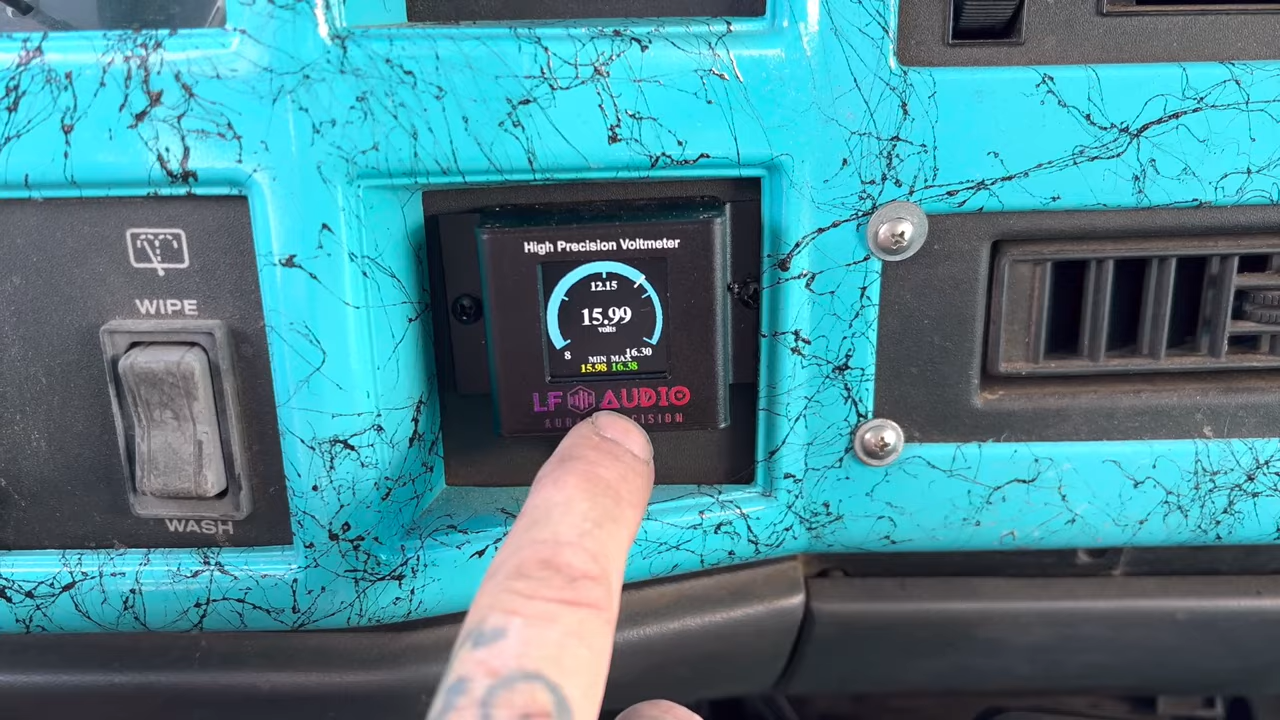 WIPE
WASH
High Precision Voltmeter
12.15
15.99
volts
8
16.30
MIN MAX
15.98 16.38
LF AUDIO